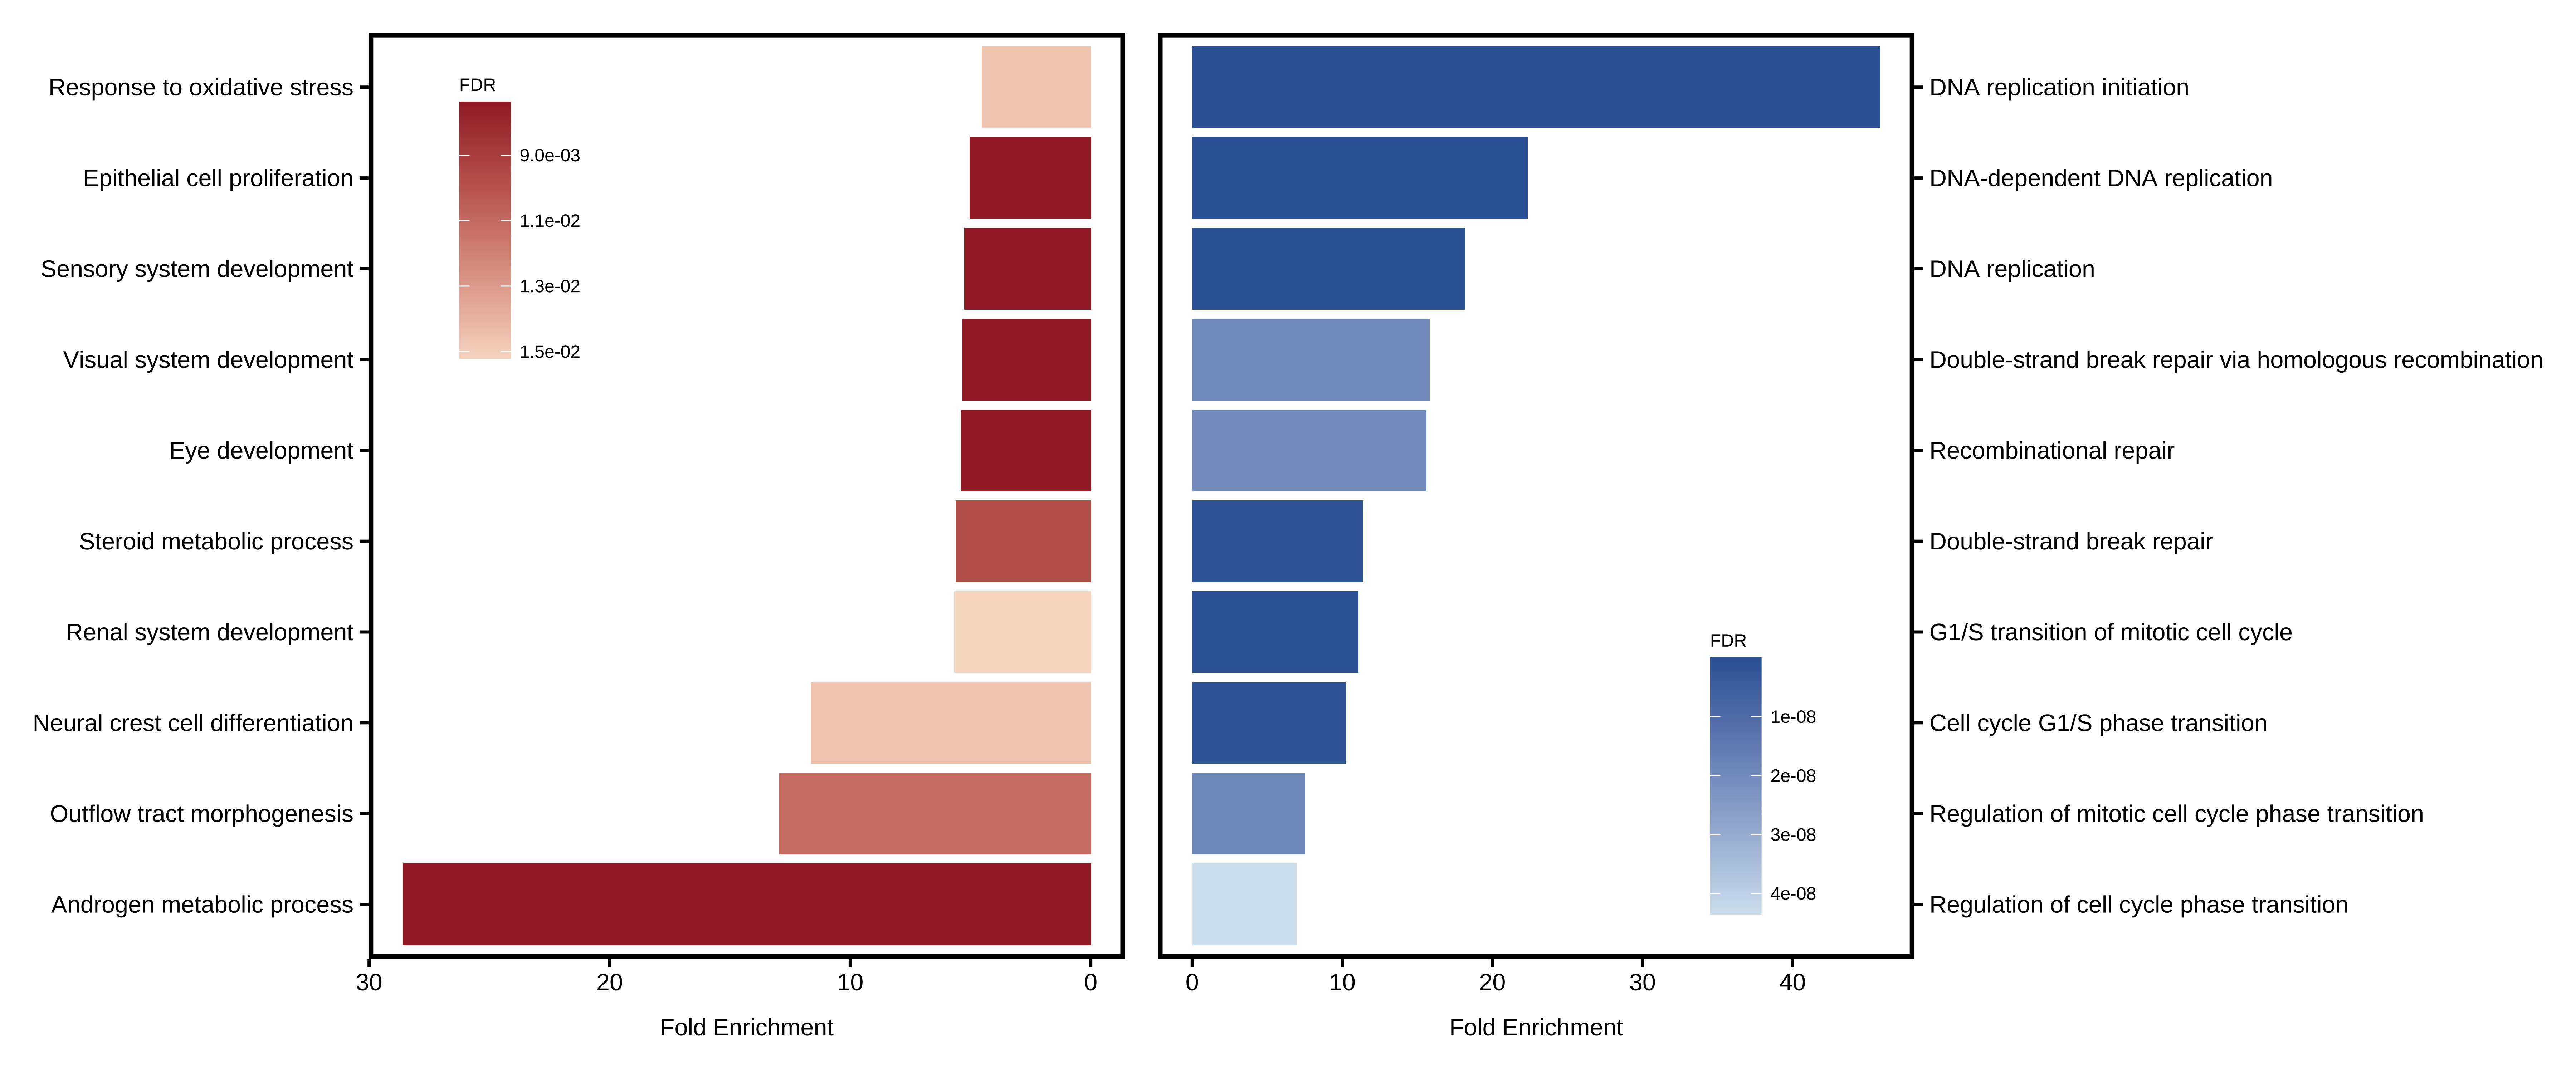 Response to oxidative stress
Epithelial cell proliferation
Sensory system development
Visual system development
Eye development
Steroid metabolic process
Renal system development
Neural crest cell differentiation
Outflow tract morphogenesis
Androgen metabolic process
FDR
9.0e-03
1.1e-02
1.3e-02
1.5e-02
30 20 10 0
Fold Enrichment
DNA replication initiation
DNA-dependent DNA replication
DNA replication
Double-strand break repair via homologous recombination
Recombinational repair
Double-strand break repair
G1/S transition of mitotic cell cycle
Cell cycle G1/S phase transition
Regulation of mitotic cell cycle phase transition
Regulation of cell cycle phase transition
FDR
1e-08
2e-08
3e-08
4e-08
0 10 20 30 40
Fold Enrichment